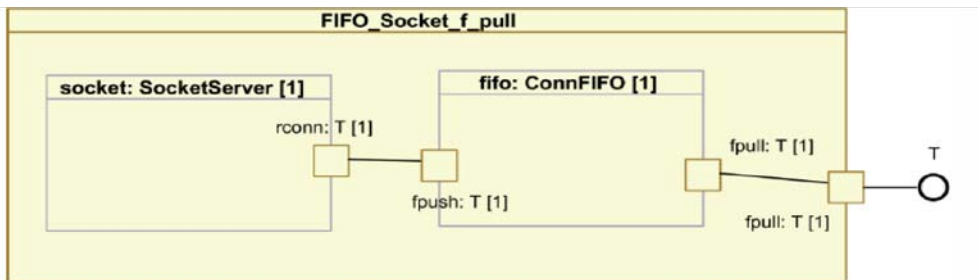 FIFO_Socket_f_pull
socket: SocketServer [1]
fifo: ConnFIFO [1]
rconn: T [1]
fpush: T [1]
fpull: T [1]
fpull: T [1]
T